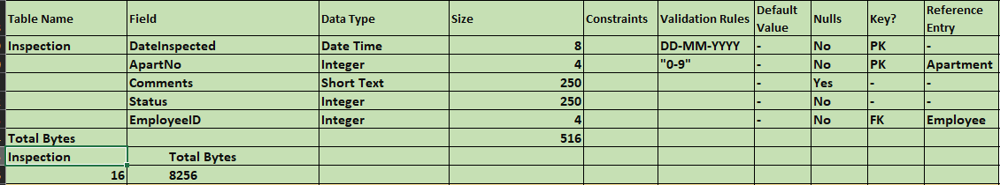 Table Name Field Data Type Size Constraints Validation Rules Default Value Nulls Key? Reference Entry
Inspection DateInspected Date Time 8 DD-MM-YYYY - No PK -
ApartNo Integer 4 "0-9" - No PK Apartment
Comments Short Text 250 - Yes - -
Status Integer 250 - No - -
EmployeeID Integer 4 - No FK Employee
Total Bytes 516
Inspection Total Bytes
16 8256